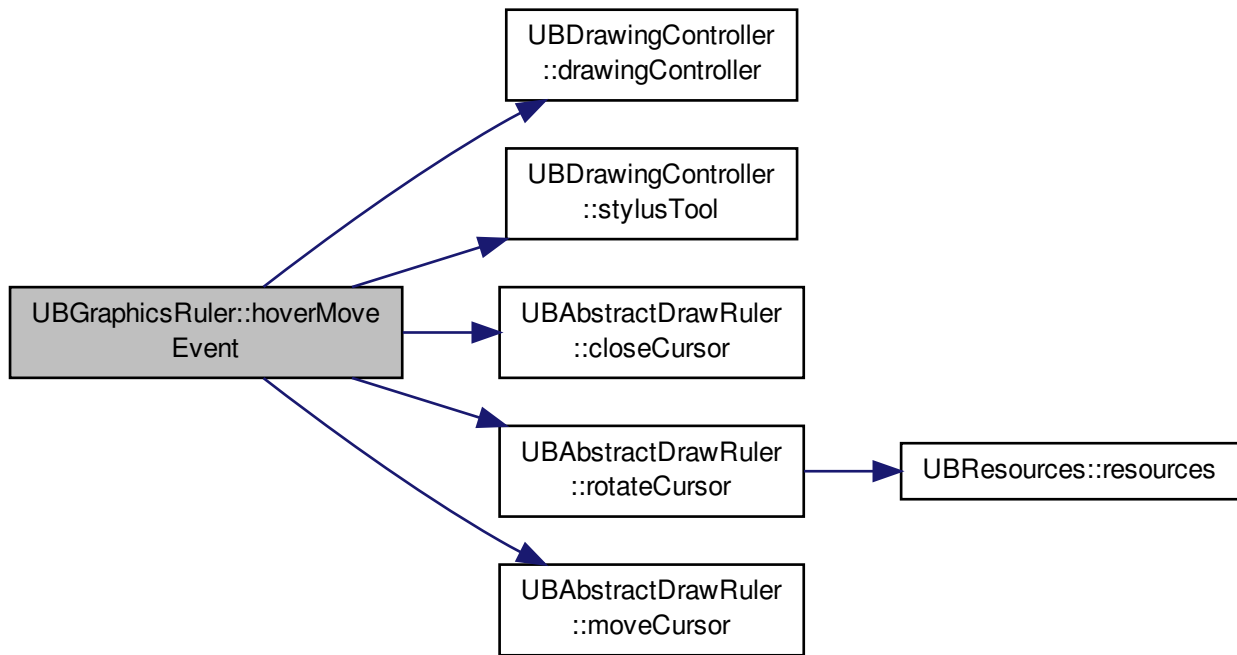 UBDrawingController
::drawingController
UBDrawingController
::stylusTool
UBGraphicsRuler::hoverMove
Event
UBAbstractDrawRuler
::closeCursor
UBAbstractDrawRuler
::rotateCursor
UBResources::resources
UBAbstractDrawRuler
::moveCursor